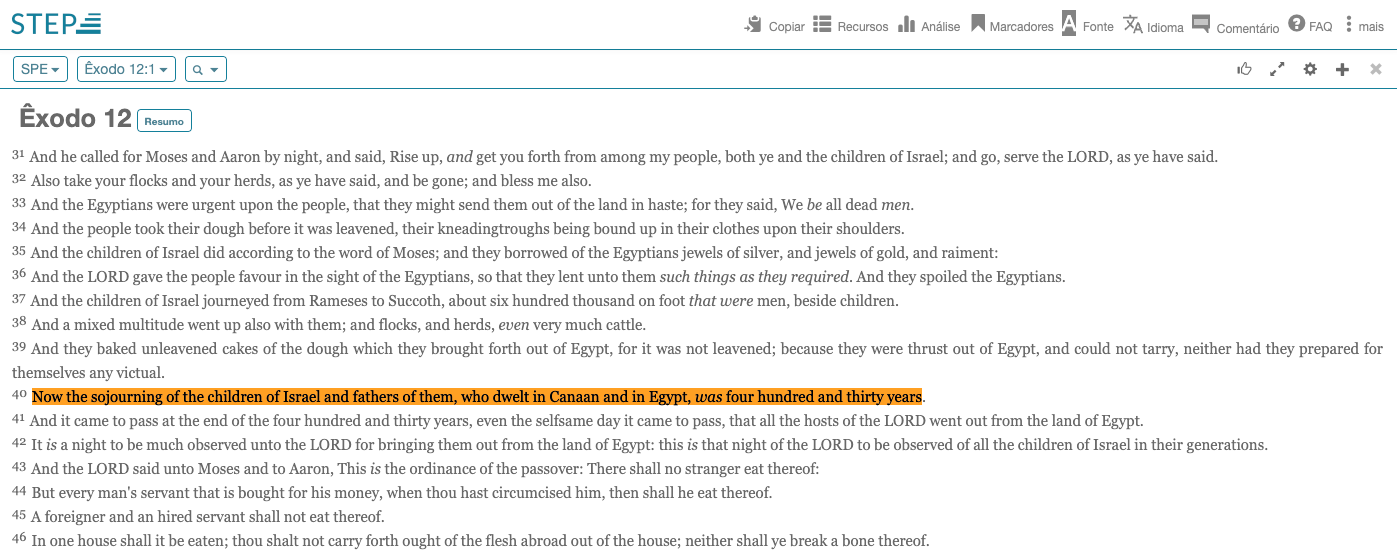 STEP Copiar Recursos Análise Marcadores A Fonte Idioma Comentário FAQ mais
SPE Êxodo 12:1
Êxodo 12 Resumo
31 And he called for Moses and Aaron by night, and said, Rise up, and get you forth from among my people, both ye and the children of Israel; and go, serve the LORD, as ye have said.
32 Also take your flocks and your herds, as ye have said, and be gone; and bless me also.
33 And the Egyptians were urgent upon the people, that they might send them out of the land in haste; for they said, We be all dead men.
34 And the people took their dough before it was leavened, their kneadingtroughs being bound up in their clothes upon their shoulders.
35 And the children of Israel did according to the word of Moses; and they borrowed of the Egyptians jewels of silver, and jewels of gold, and raiment:
36 And the LORD gave the people favour in the sight of the Egyptians, so that they lent unto them such things as they required. And they spoiled the Egyptians.
37 And the children of Israel journeyed from Rameses to Succoth, about six hundred thousand on foot that were men, beside children.
38 And a mixed multitude went up also with them; and flocks, and herds, even very much cattle.
39 And they baked unleavened cakes of the dough which they brought forth out of Egypt, for it was not leavened; because they were thrust out of Egypt, and could not tarry, neither had they prepared for
themselves any victual.
40 Now the sojourning of the children of Israel and fathers of them, who dwelt in Canaan and in Egypt, was four hundred and thirty years.
41 And it came to pass at the end of the four hundred and thirty years, even the selfsame day it came to pass, that all the hosts of the LORD went out from the land of Egypt.
42 It is a night to be much observed unto the LORD for bringing them out from the land of Egypt: this is that night of the LORD to be observed of all the children of Israel in their generations.
43 And the LORD said unto Moses and to Aaron, This is the ordinance of the passover: There shall no stranger eat thereof:
44 But every man's servant that is bought for his money, when thou hast circumcised him, then shall he eat thereof.
45 A foreigner and an hired servant shall not eat thereof.
46 In one house shall it be eaten; thou shalt not carry forth ought of the flesh abroad out of the house; neither shall ye break a bone thereof.